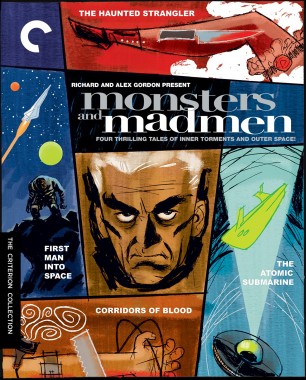 THE HAUNTED STRANGLER
RICHARD AND ALEX GORDON PRESENT
monsters
and madmen
FOUR THRILLING TALES OF INNER TORMENTS AND OUTER SPACE!
FIRST
MAN
INTO
SPACE
THE
ATOMIC
SUBMARINE
CORRIDORS OF BLOOD
THE CRITERION COLLECTION